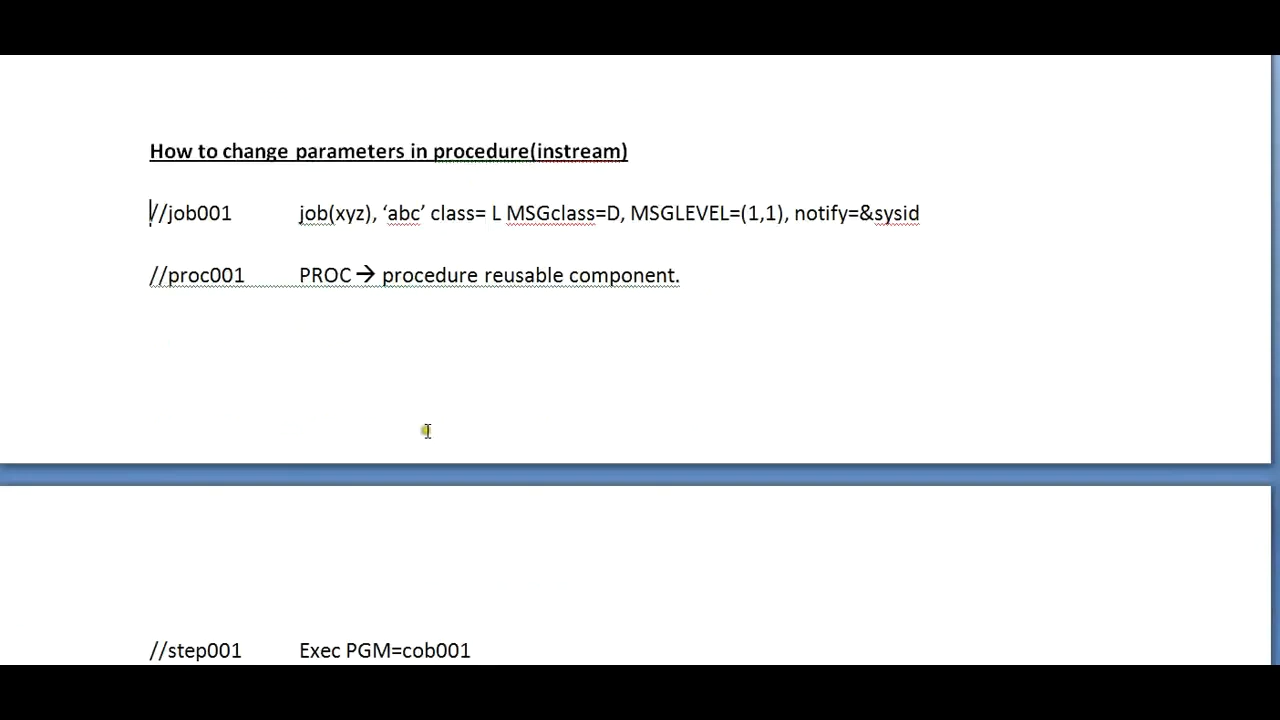 How to change parameters in procedure(instream)
//job001 job(xyz), ‘abc’ class= L MSGclass=D, MSGLEVEL=(1,1), notify=&sysid
//proc001 PROC → procedure reusable component.
//step001 Exec PGM=cob001